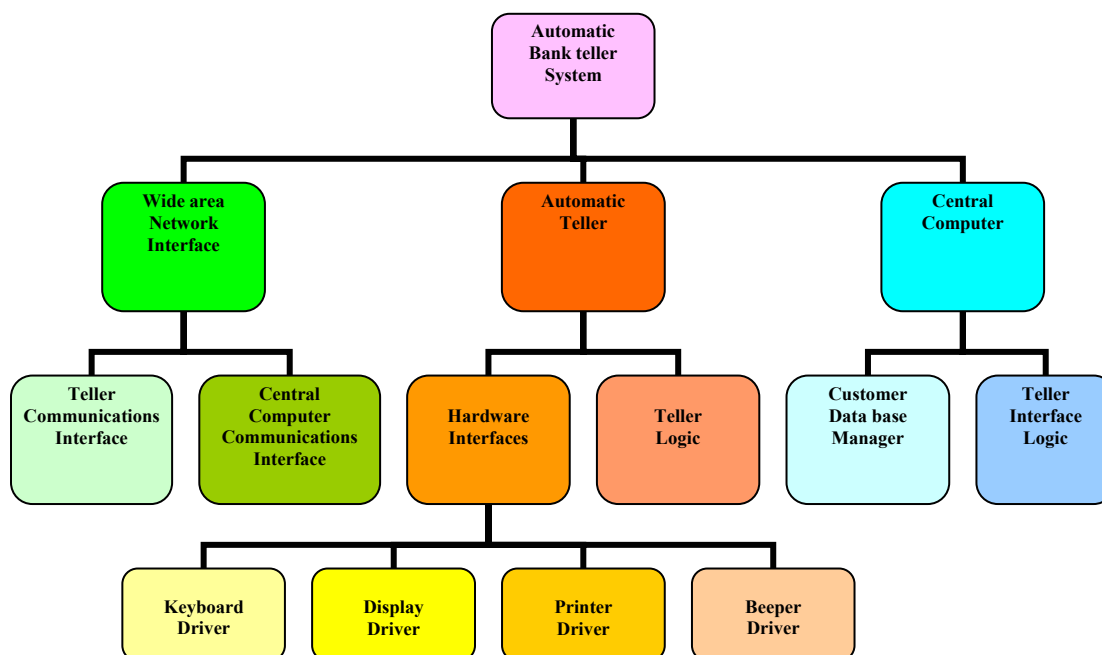 Automatic
Bank teller
System
Wide area
Network
Interface
Automatic
Teller
Central
Computer
Teller
Communications
Interface
Central
Computer
Communications
Interface
Hardware
Interfaces
Teller
Logic
Customer
Data base
Manager
Teller
Interface
Logic
Keyboard
Driver
Display
Driver
Printer
Driver
Beeper
Driver